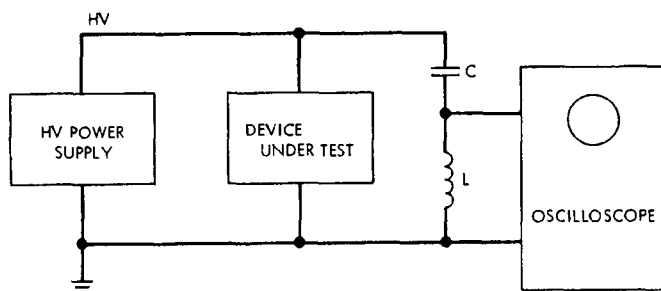 HV
HV POWER
SUPPLY
DEVICE
UNDER TEST
C
L
OSCILLOSCOPE